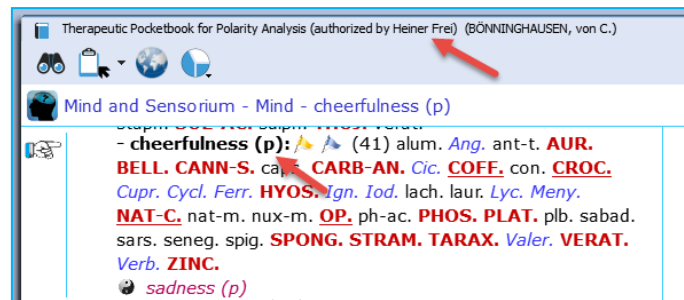 Therapeutic Pocketbook for Polarity Analysis (authorized by Heiner Frei) (BÖNNINGHAUSEN, von C.)
Mind and Sensorium - Mind - cheerfulness (p)
- cheerfulness (p): (41) alum. Ang. ant-t. AUR.
BELL. CANN-S. CARB-AN. Cic. COFF. con. CROC.
Cupr. Cycl. Ferr. HYOS. Ign. Iod. lach. laur. Lyc. Meny.
NAT-C. nat-m. nux-m. OP. ph-ac. PHOS. PLAT. plb. sabad.
sars. seneg. spig. SPONG. STRAM. TARAX. Valer. VERAT.
Verb. ZINC.
sadness (p)